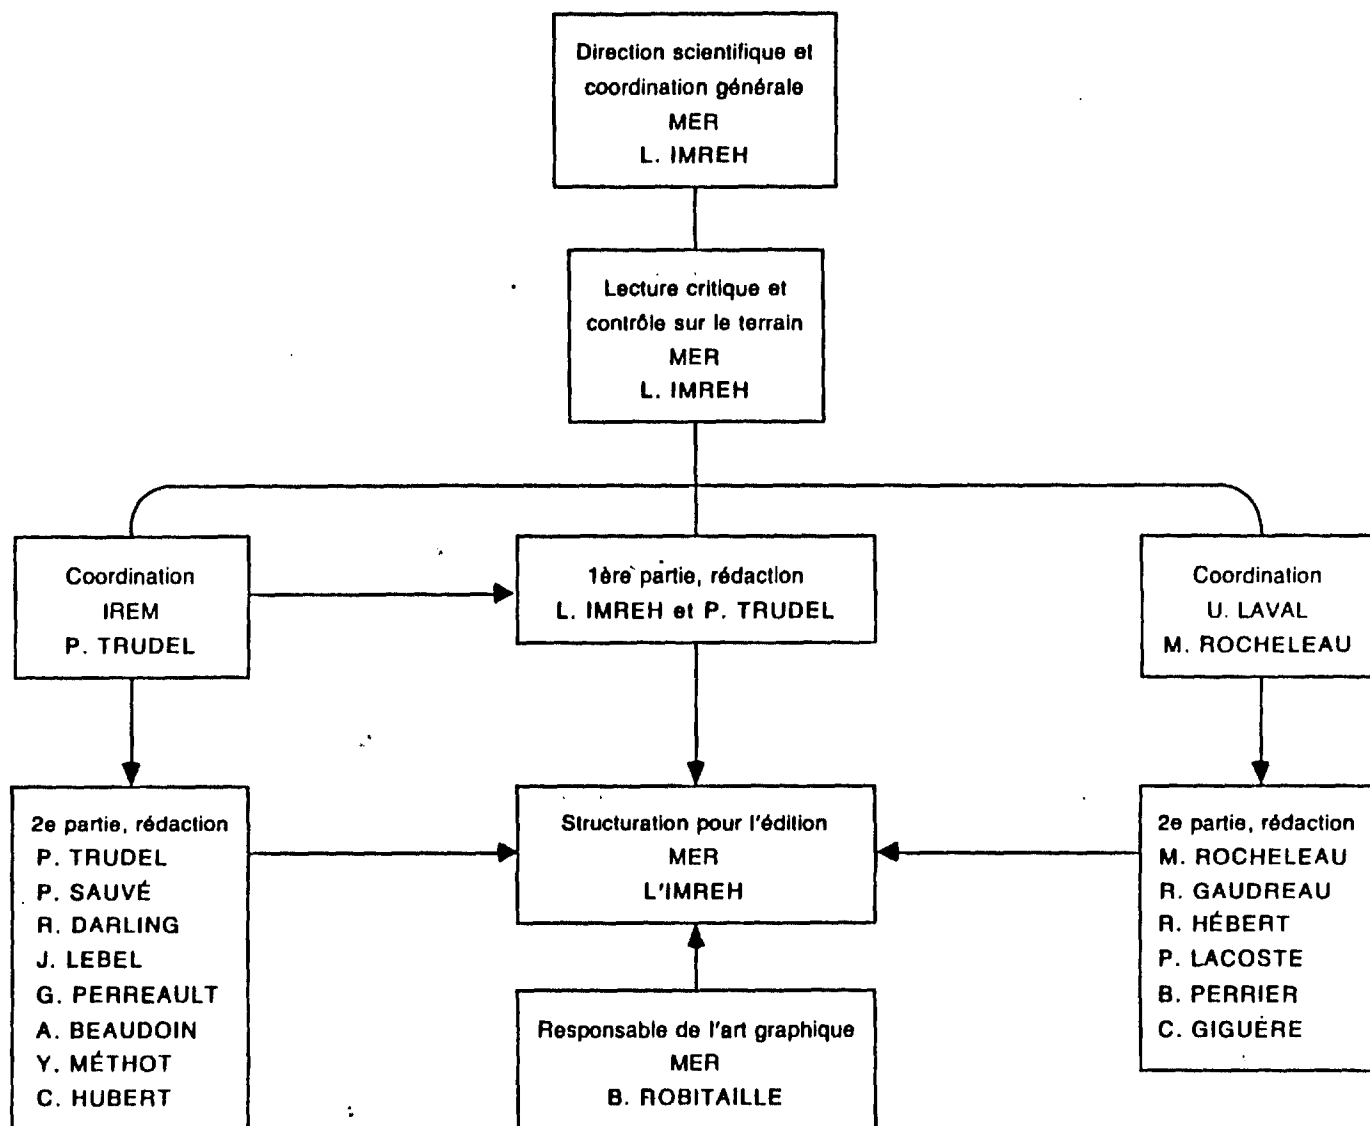 Direction scientifique et
coordination générale
MER
L. IMREH
Lecture critique et
contrôle sur le terrain
MER
L. IMREH
Coordination
IREM
P. TRUDEL
1ère partie, rédaction
L. IMREH et P. TRUDEL
Coordination
U. LAVAL
M. ROCHELEAU
2e partie, rédaction
P. TRUDEL
P. SAUVÉ
R. DARLING
J. LEBEL
G. PERREAULT
A. BEAUDOIN
Y. MÉTHOT
C. HUBERT
Structuration pour l'édition
MER
L'IMREH
2e partie, rédaction
M. ROCHELEAU
R. GAUDREAU
R. HÉBERT
P. LACOSTE
B. PERRIER
C. GIGUÈRE
Responsable de l'art graphique
MER
B. ROBITAILLE